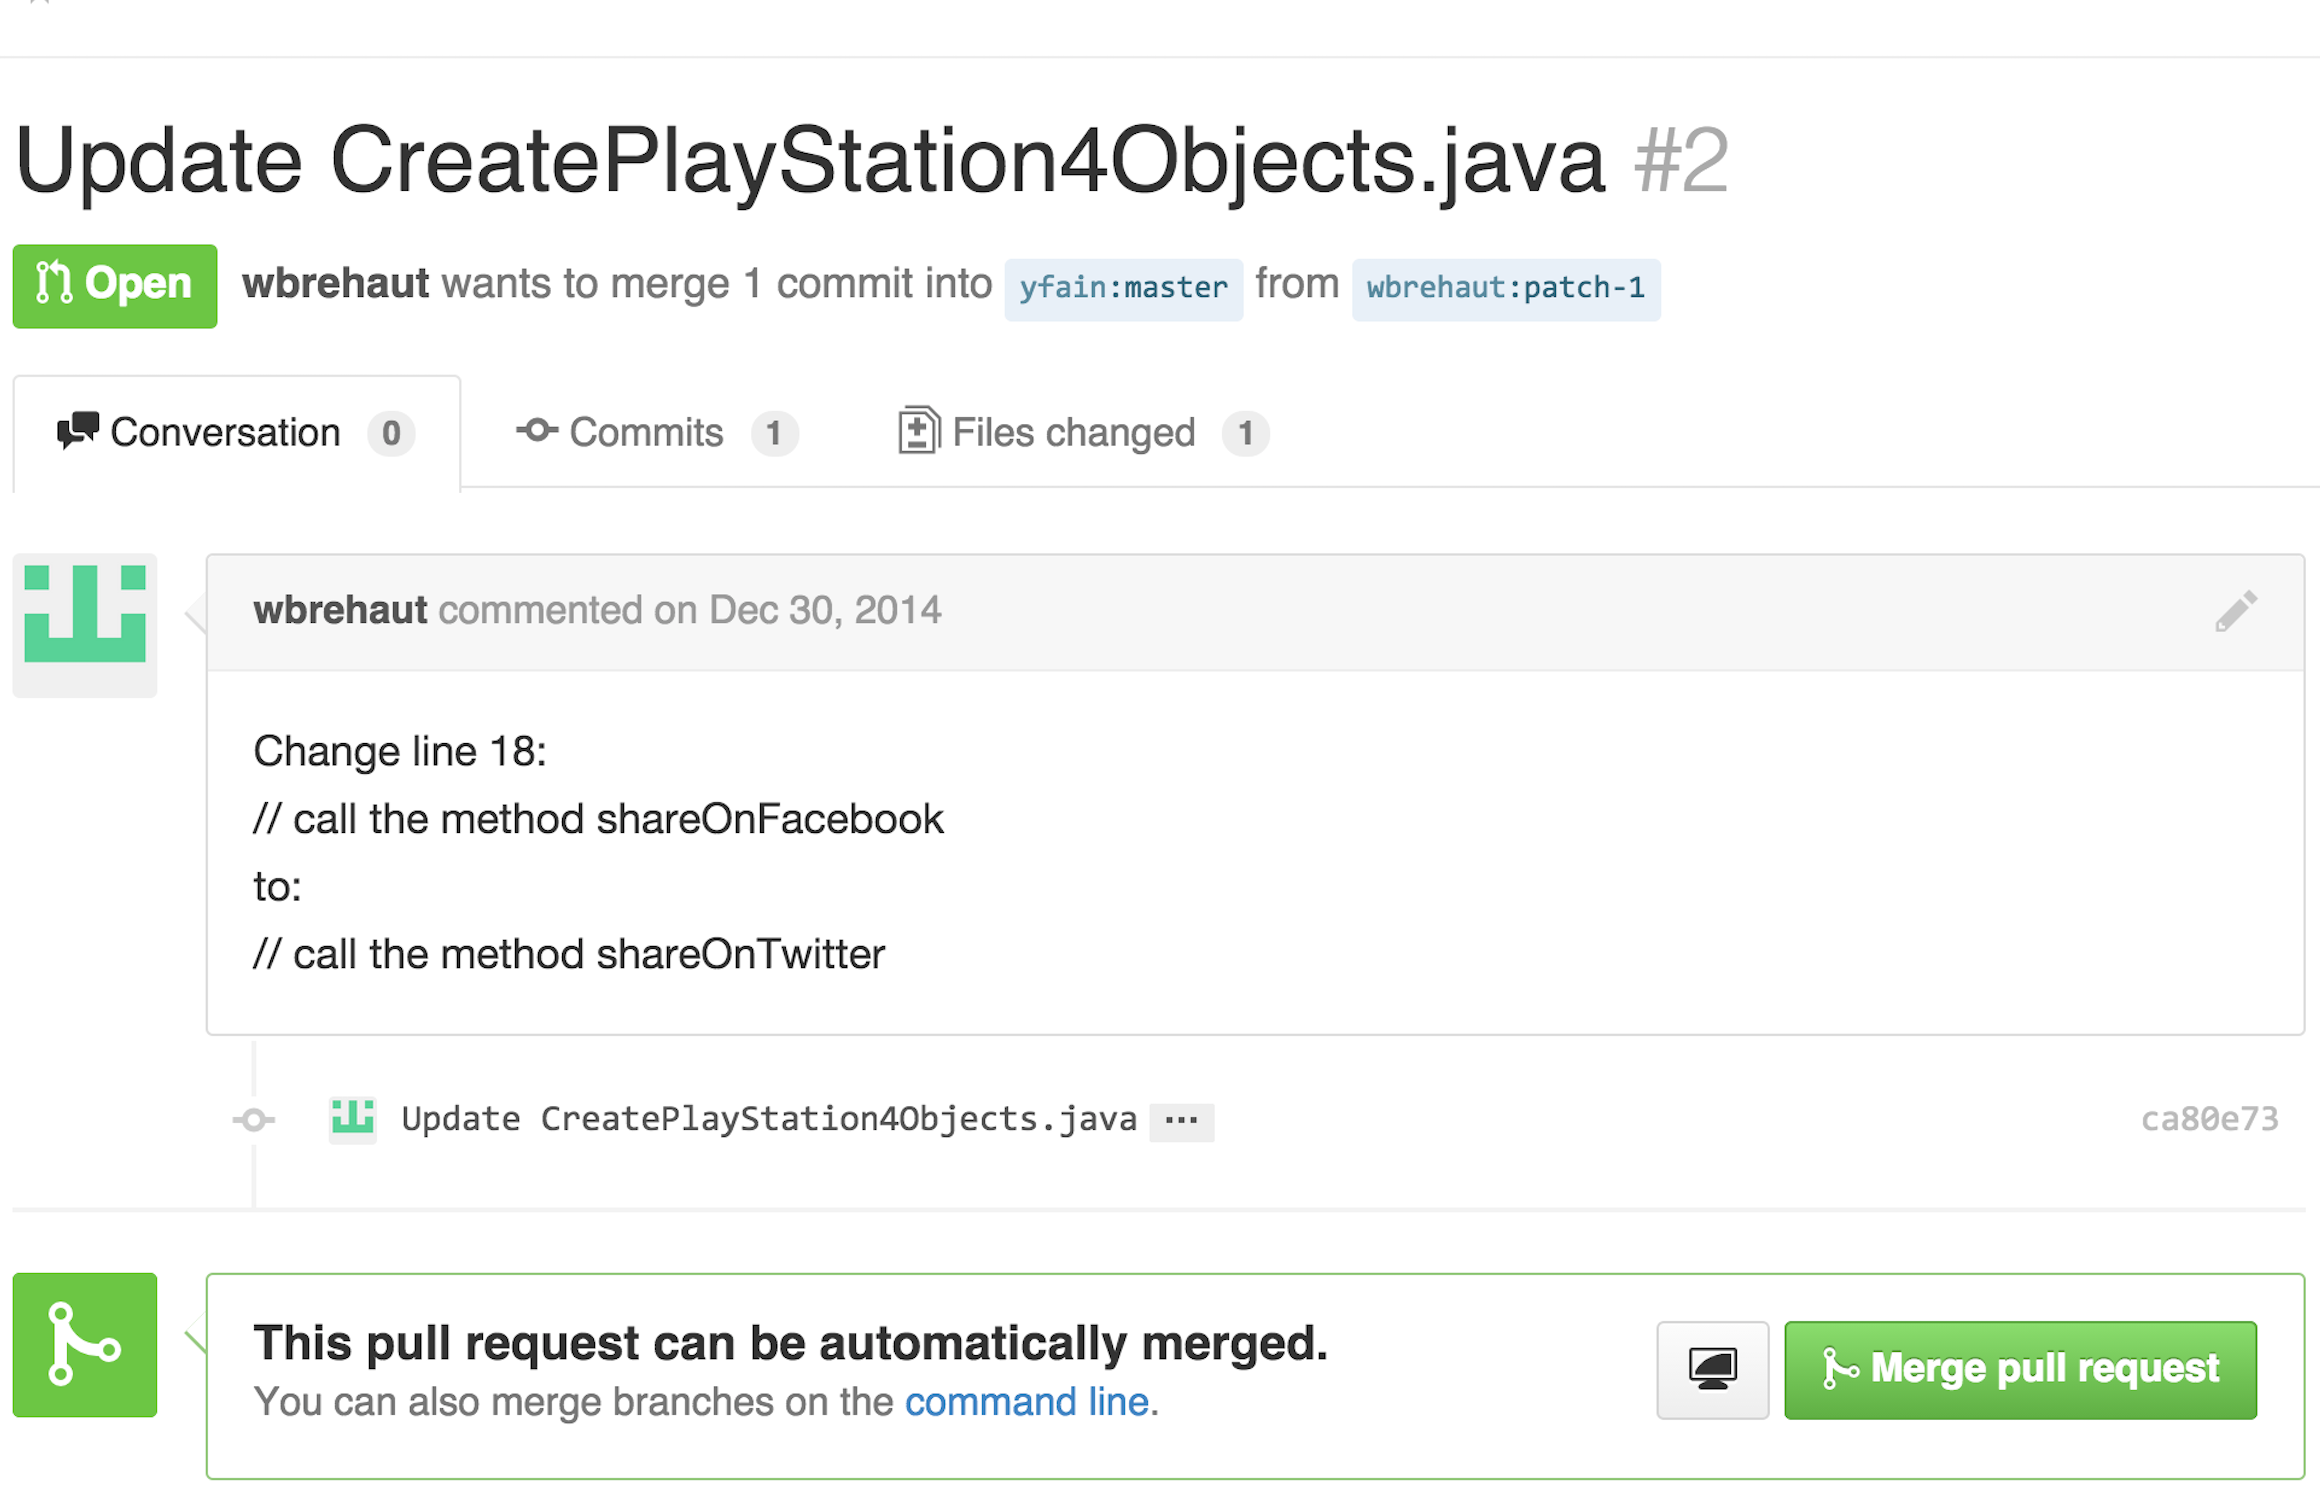 Update CreatePlayStation4Objects.java #2
Open wbrehaut wants to merge 1 commit into yfain:master from wbrehaut:patch-1
Conversation 0 Commits 1 Files changed 1
wbrehaut commented on Dec 30, 2014
Change line 18:
// call the method shareOnFacebook
to:
// call the method shareOnTwitter
Update CreatePlayStation4Objects.java ... ca80e73
This pull request can be automatically merged.
You can also merge branches on the command line.
Merge pull request